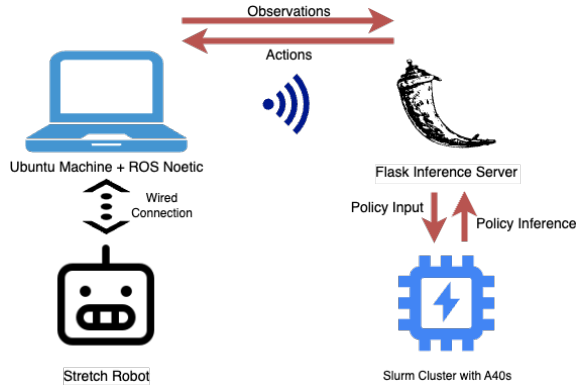 Observations
Actions
Ubuntu Machine + ROS Noetic
Flask Inference Server
Wired
Connection
Policy Input
Policy Inference
Stretch Robot
Slurm Cluster with A40s